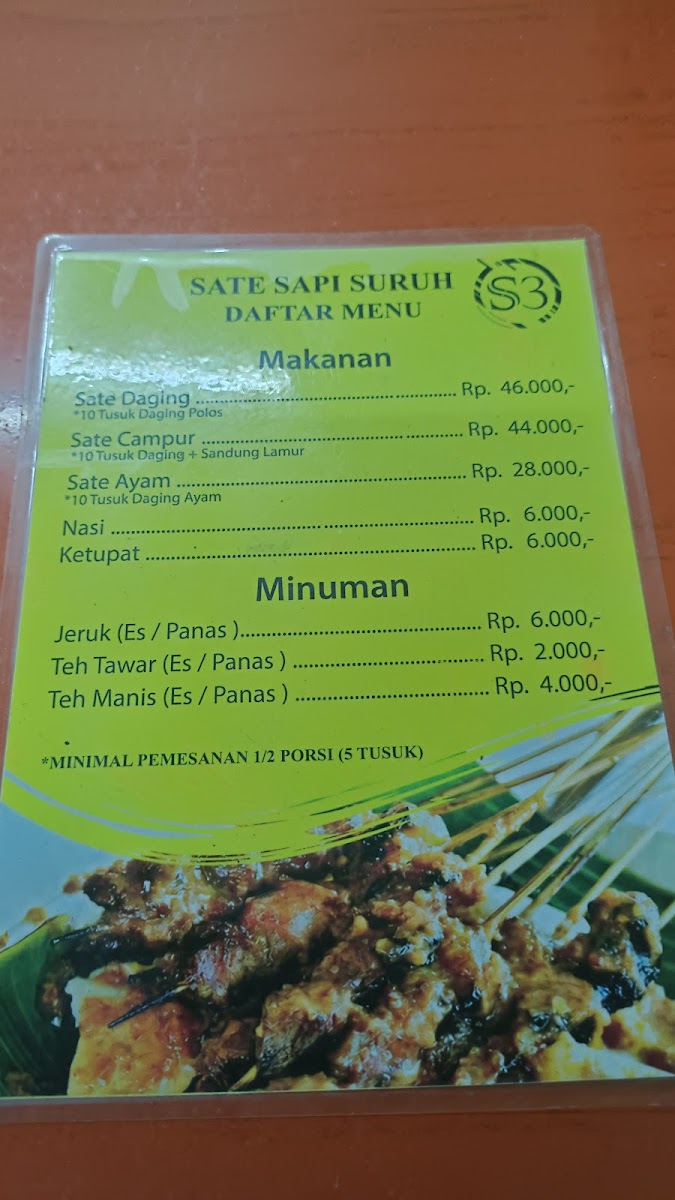 SATE SAPI SURUH
DAFTAR MENU
SS3
Makanan
Sate Daging ........................................ Rp. 46.000,-
*10 Tusuk Daging Polos
Sate Campur ........................................ Rp. 44.000,-
*10 Tusuk Daging + Sandung Lamur
Sate Ayam ........................................ Rp. 28.000,-
*10 Tusuk Daging Ayam
Nasi ........................................ Rp. 6.000,-
Ketupat ........................................ Rp. 6.000,-
Minuman
Jeruk (Es / Panas )........................................ Rp. 6.000,-
Teh Tawar (Es / Panas ) ........................................ Rp. 2.000,-
Teh Manis (Es / Panas ) ........................................ Rp. 4.000,-
*MINIMAL PEMESANAN 1/2 PORSI (5 TUSUK)